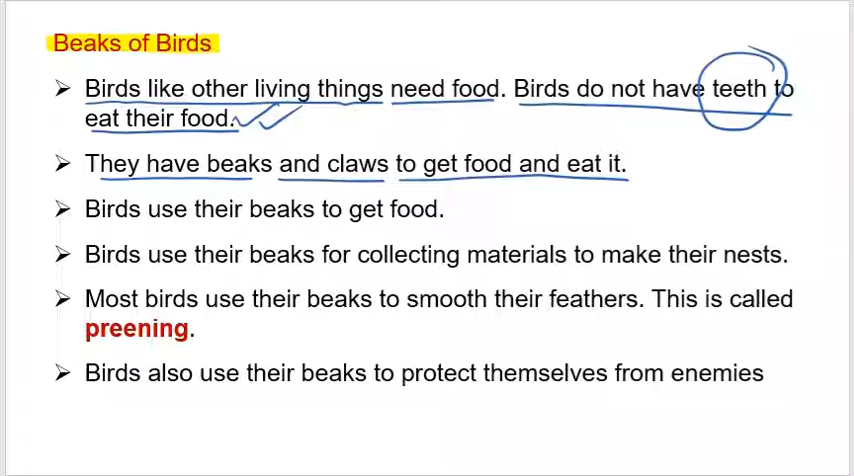 Beaks of Birds
➢ Birds like other living things need food. Birds do not have teeth to
eat their food.
➢ They have beaks and claws to get food and eat it.
➢ Birds use their beaks to get food.
➢ Birds use their beaks for collecting materials to make their nests.
➢ Most birds use their beaks to smooth their feathers. This is called
preening.
➢ Birds also use their beaks to protect themselves from enemies